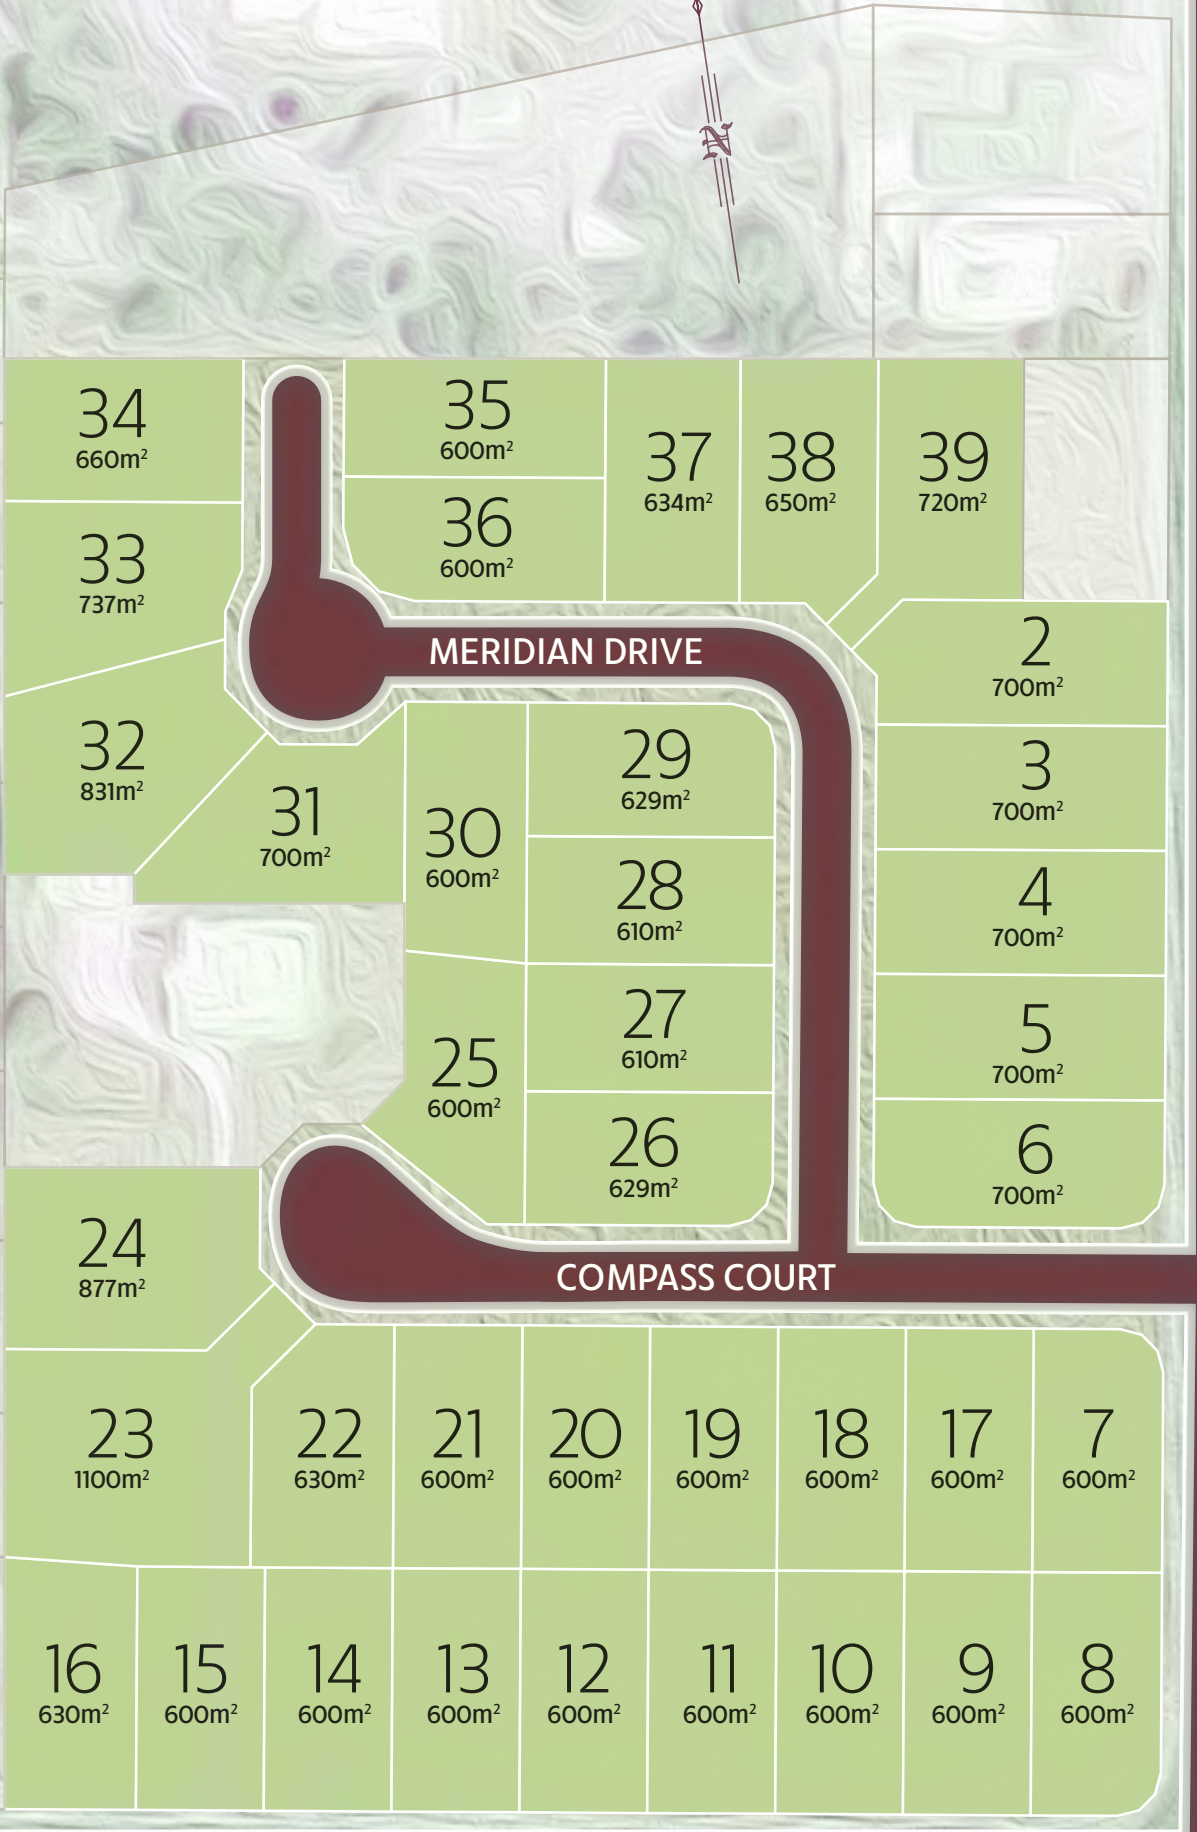 N
34
660m²
35
600m²
36
600m²
37
634m²
38
650m²
39
720m²
33
737m²
MERIDIAN DRIVE
2
700m²
32
831m²
31
700m²
30
600m²
29
629m²
3
700m²
28
610m²
4
700m²
27
610m²
5
700m²
25
600m²
26
629m²
6
700m²
24
877m²
COMPASS COURT
23
1100m²
22
630m²
21
600m²
20
600m²
19
600m²
18
600m²
17
600m²
7
600m²
16
630m²
15
600m²
14
600m²
13
600m²
12
600m²
11
600m²
10
600m²
9
600m²
8
600m²